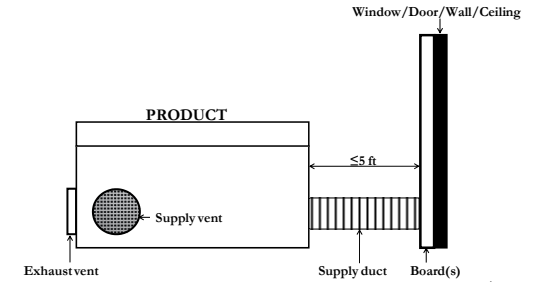 Window/Door/Wall/Ceiling
PRODUCT
≤5 ft
Supply vent
Exhaust vent
Supply duct
Board(s)